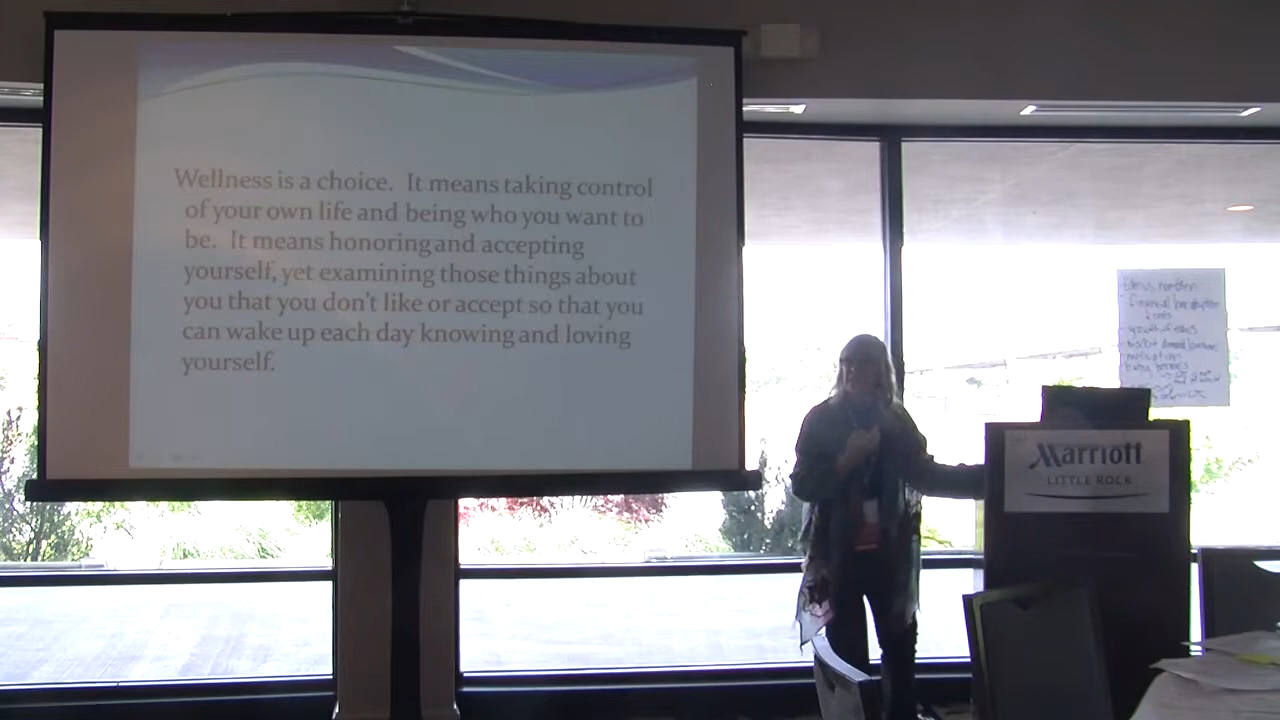 Wellness is a choice. It means taking control
of your own life and being who you want to
be. It means honoring and accepting
yourself, yet examining those things about
you that you don't like or accept so that you
can wake up each day knowing and loving
yourself.
Marriott
LITTLE ROCK